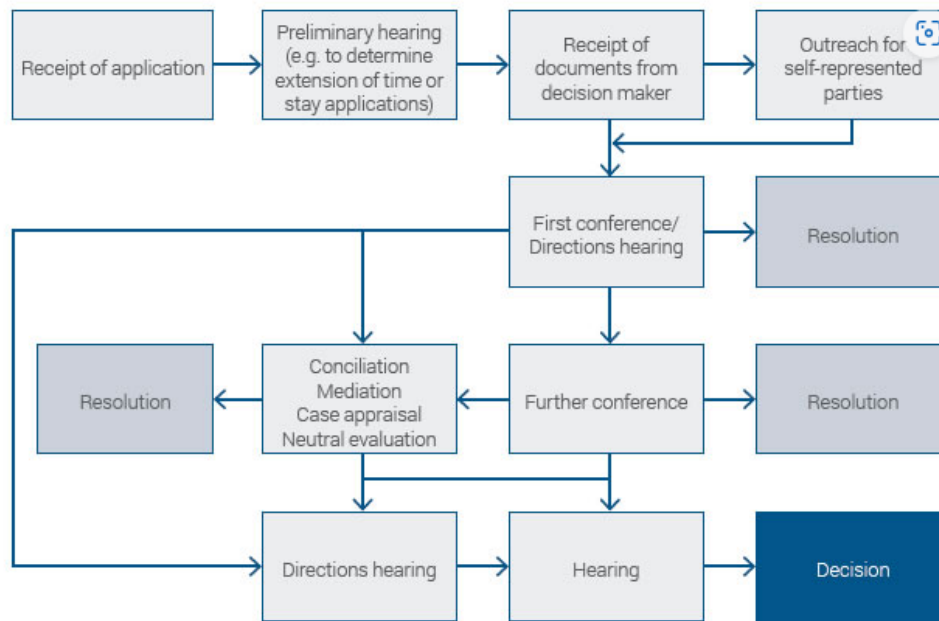 Receipt of application
Preliminary hearing
(e.g. to determine
extension of time or
stay applications)
Receipt of
documents from
decision maker
Outreach for
self-represented
parties
First conference/
Directions hearing
Resolution
Resolution
Conciliation
Mediation
Case appraisal
Neutral evaluation
Further conference
Resolution
Directions hearing
Hearing
Decision